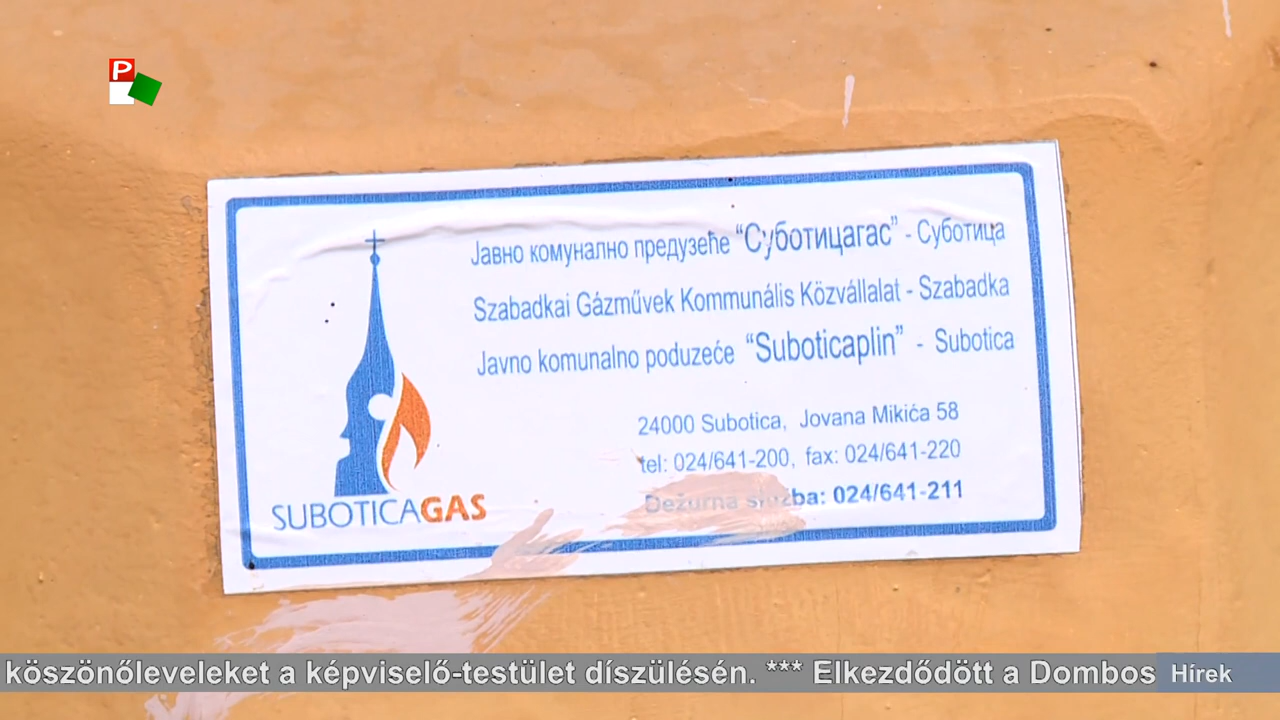 P
Јавно комунално предузеће “Суботицагас” - Суботица
Szabadkai Gázművek Kommunális Közvállalat - Szabadka
Javno komunalno poduzeće “Suboticaplin” - Subotica
24000 Subotica, Jovana Mikića 58
tel: 024/641-200, fax: 024/641-220
Dežurna služba: 024/641-211
SUBOTICAGAS
köszönőleveleket a képviselő-testület díszülésén. *** Elkezdődött a Dombos
Hírek